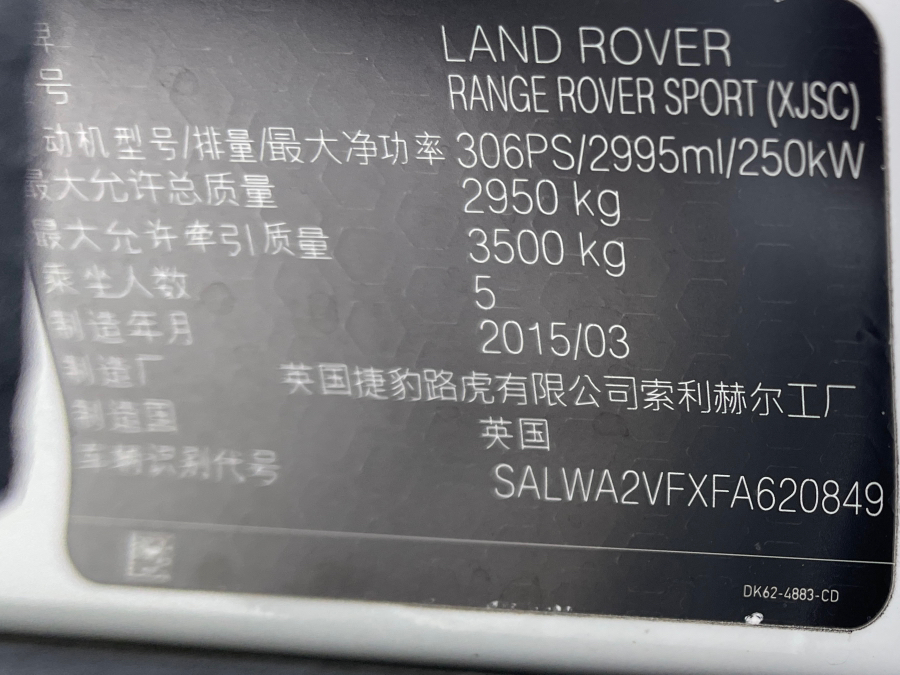 LAND ROVER
号 RANGE ROVER SPORT (XJSC)
动机型号/排量/最大净功率 306PS/2995ml/250kW
最大允许总质量 2950 kg
最大允许牵引质量 3500 kg
乘坐人数 5
制造年月 2015/03
制造厂 英国捷豹路虎有限公司索利赫尔工厂
制造国 英国
车辆识别代号 SALWA2VFXFA620849
DK62-4883-CD